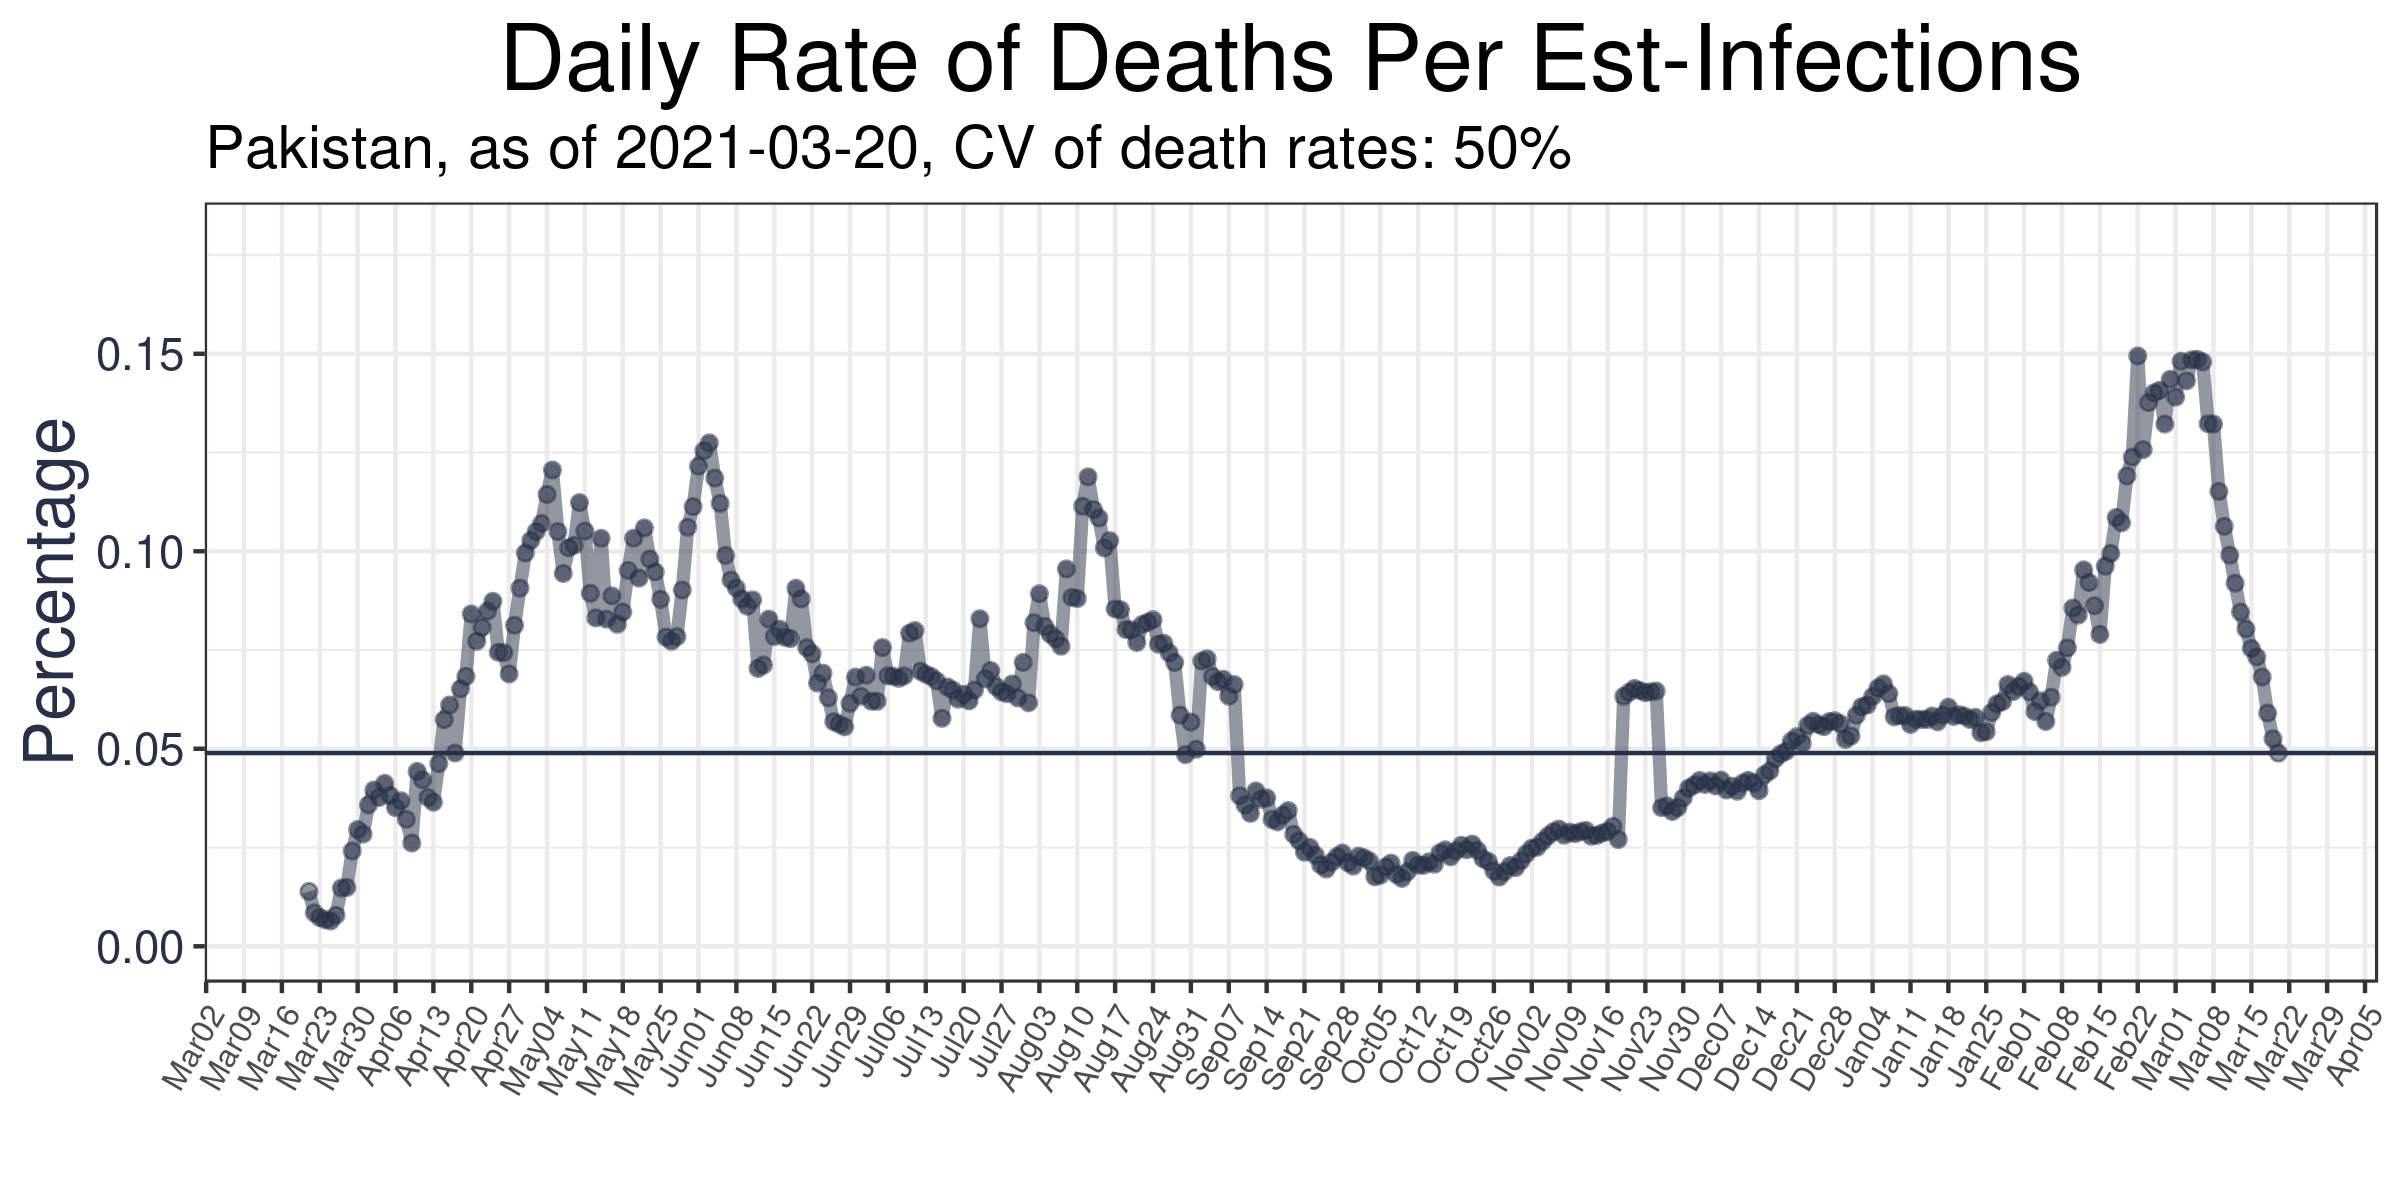 Daily Rate of Deaths Per Est-Infections
Pakistan, as of 2021-03-20, CV of death rates: 50%
Percentage
0.15
0.10
0.05
0.00
Mar02 Mar09 Mar16 Mar23 Mar30 Apr06 Apr13 Apr20 Apr27 May04 May11 May18 May25 Jun01 Jun08 Jun15 Jun22 Jun29 Jul06 Jul13 Jul20 Jul27 Aug03 Aug10 Aug17 Aug24 Aug31 Sep07 Sep14 Sep21 Sep28 Oct05 Oct12 Oct19 Oct26 Nov02 Nov09 Nov16 Nov23 Nov30 Dec07 Dec14 Dec21 Dec28 Jan04 Jan11 Jan18 Jan25 Feb01 Feb08 Feb15 Feb22 Mar01 Mar08 Mar15 Mar22 Mar29 Apr05